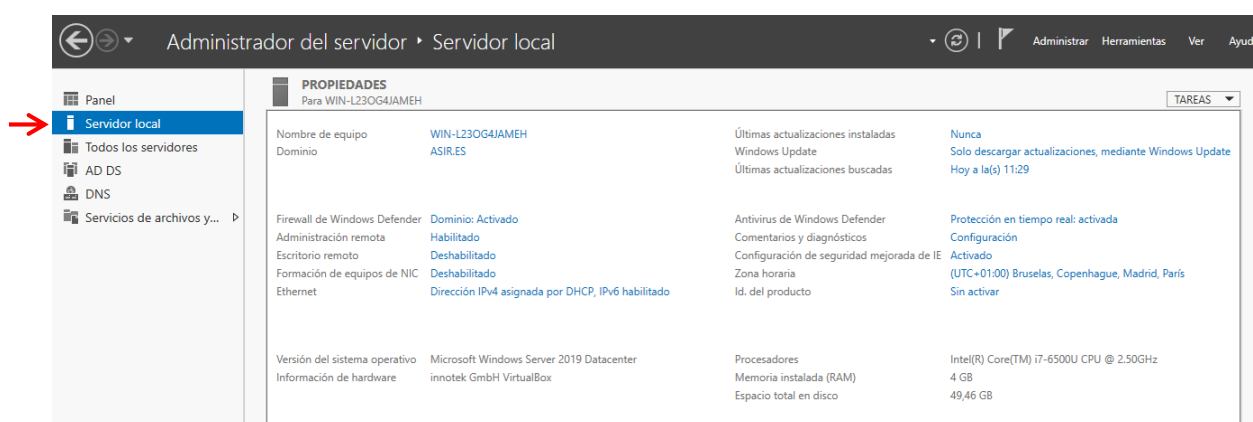 Administrador del servidor ‣ Servidor local
Administrar Herramientas Ver Ayud
Panel
Servidor local
Todos los servidores
AD DS
DNS
Servicios de archivos y...
PROPIEDADES
Para WIN-L23OG4JAMEH
TAREAS
Nombre de equipo WIN-L23OG4JAMEH
Dominio ASIR.ES
Últimas actualizaciones instaladas Nunca
Windows Update Solo descargar actualizaciones, mediante Windows Update
Últimas actualizaciones buscadas Hoy a la(s) 11:29
Firewall de Windows Defender Dominio: Activado
Administración remota Habilitado
Escritorio remoto Deshabilitado
Formación de equipos de NIC Deshabilitado
Ethernet Dirección IPv4 asignada por DHCP, IPv6 habilitado
Antivirus de Windows Defender Protección en tiempo real: activada
Comentarios y diagnósticos Configuración
Configuración de seguridad mejorada de IE Activado
Zona horaria (UTC+01:00) Bruselas, Copenhague, Madrid, París
Id. del producto Sin activar
Versión del sistema operativo Microsoft Windows Server 2019 Datacenter
Información de hardware innotek GmbH VirtualBox
Procesadores Intel(R) Core(TM) i7-6500U CPU @ 2.50GHz
Memoria instalada (RAM) 4 GB
Espacio total en disco 49,46 GB